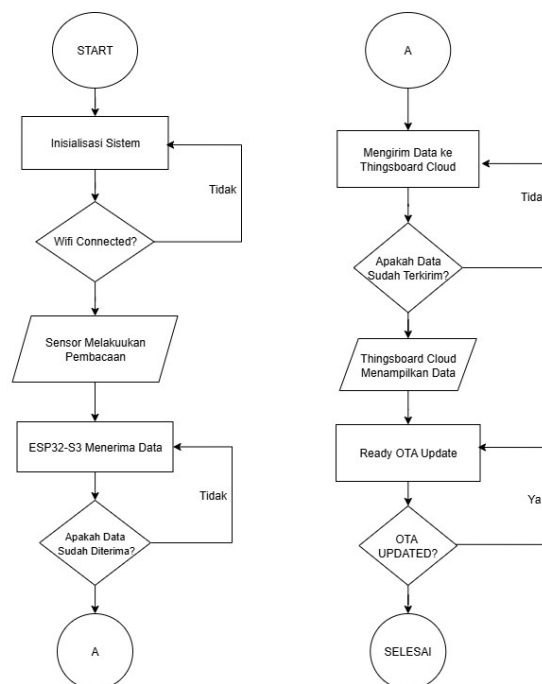 START
Inisialisasi Sistem
Tidak
Wifi Connected?
Sensor Melakuukan
Pembacaan
ESP32-S3 Menerima Data
Tidak
Apakah Data
Sudah Diterima?
A
A
Mengirim Data ke
Thingsboard Cloud
Apakah Data
Sudah Terkirim?
Thingsboard Cloud
Menampilkan Data
Ready OTA Update
Ya
OTA
UPDATED?
SELESAI